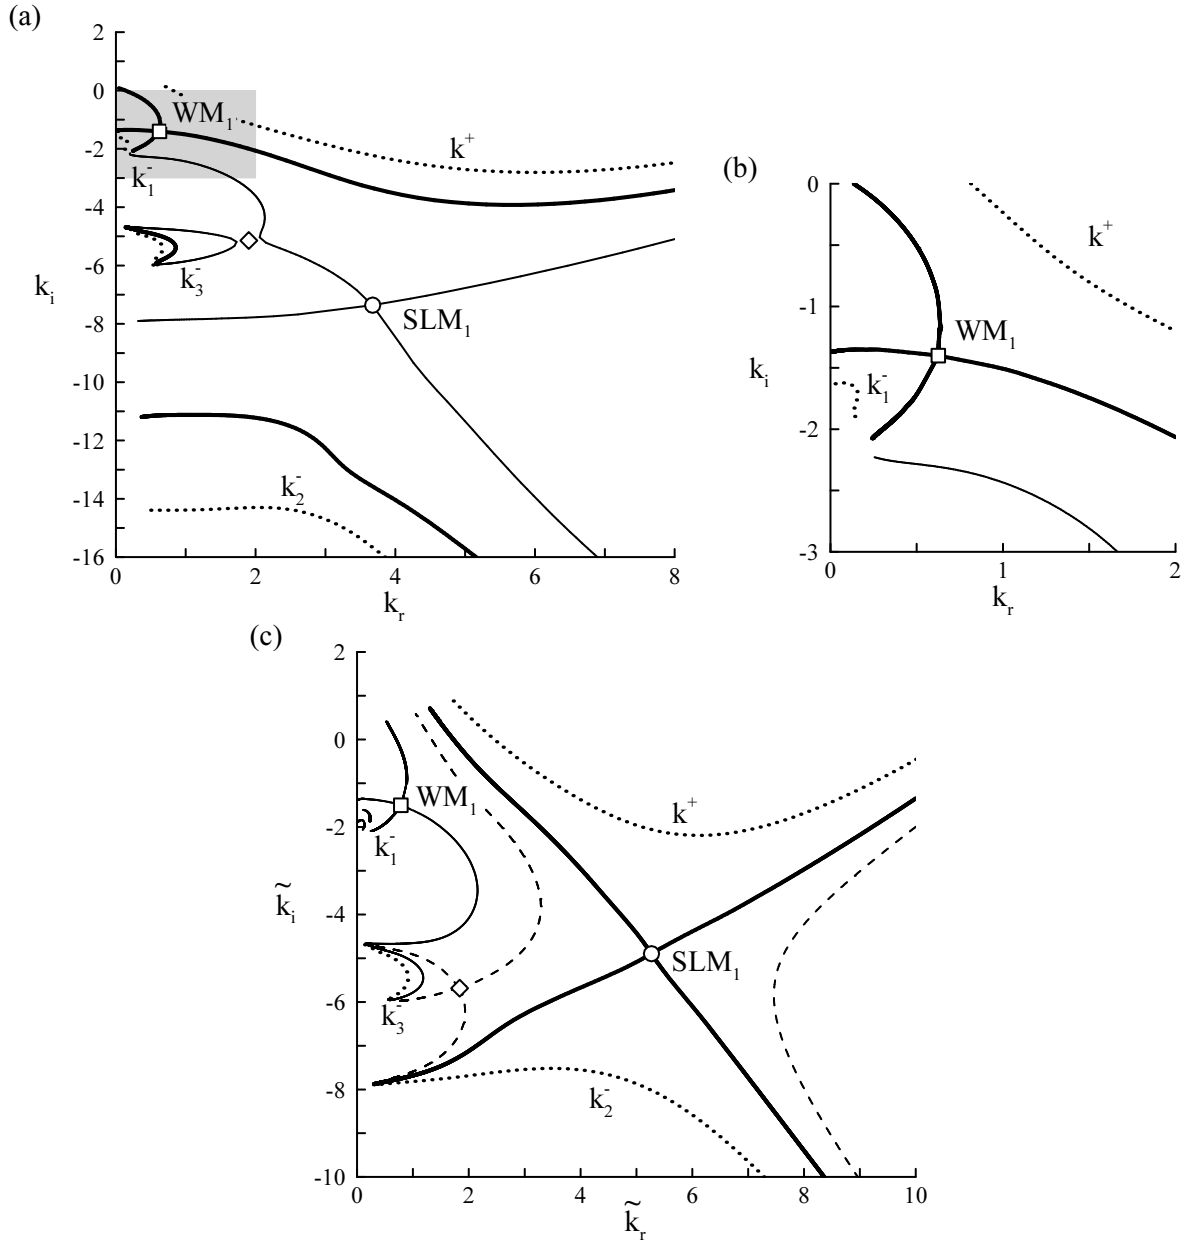 (a)
2
0
-2
-4
-6
-8
-10
-12
-14
-16
k_i
0 2 4 6 8
k_r
WM_1
k^+
k_1^-
k_3^-
SLM_1
k_2^-
(b)
0
-1
-2
-3
k_i
0 1 2
k_r
k^+
WM_1
k_1^-
(c)
2
0
-2
-4
-6
-8
-10
k̃_i
0 2 4 6 8 10
k̃_r
WM_1
k^+
k_1^-
SLM_1
k_3^-
k_2^-